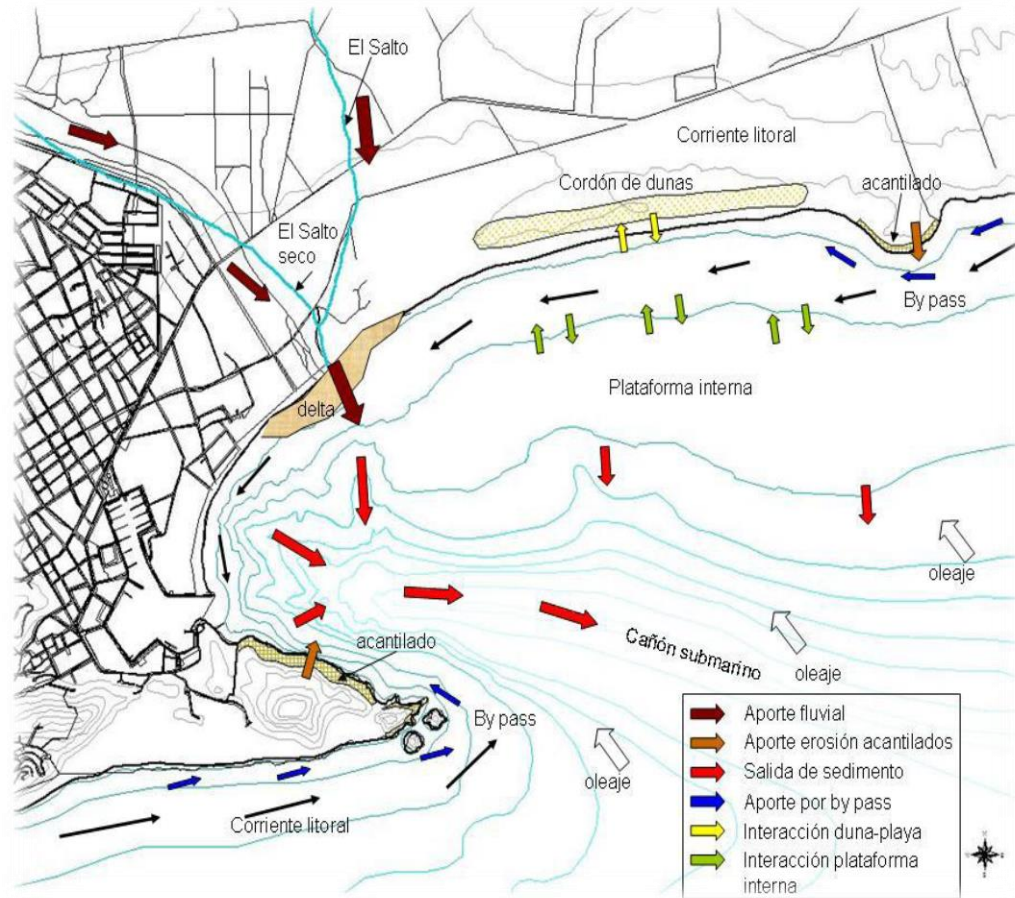 El Salto
Corriente litoral
Cordón de dunas
acantilado
El Salto
seco
By pass
Plataforma interna
delta
oleaje
acantilado
Cañón submarino
oleaje
By pass
oleaje
Corriente litoral
Aporte fluvial
Aporte erosión acantilados
Salida de sedimento
Aporte por by pass
Interacción duna-playa
Interacción plataforma
interna